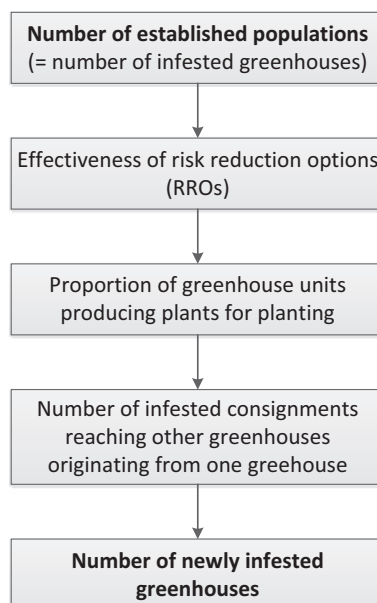 Number of established populations
(= number of infested greenhouses)
Effectiveness of risk reduction options
(RROs)
Proportion of greenhouse units
producing plants for planting
Number of infested consignments
reaching other greenhouses
originating from one greehouse
Number of newly infested
greenhouses